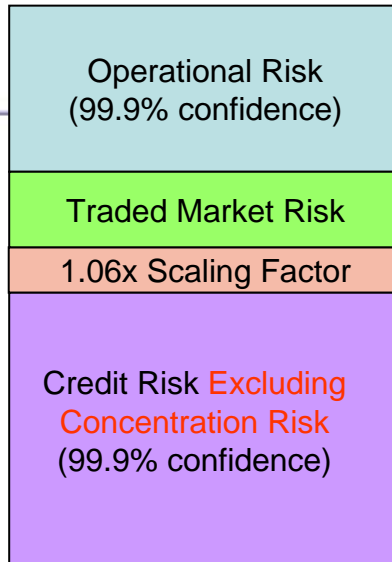 Operational Risk
(99.9% confidence)
Traded Market Risk
1.06x Scaling Factor
Credit Risk Excluding
Concentration Risk
(99.9% confidence)